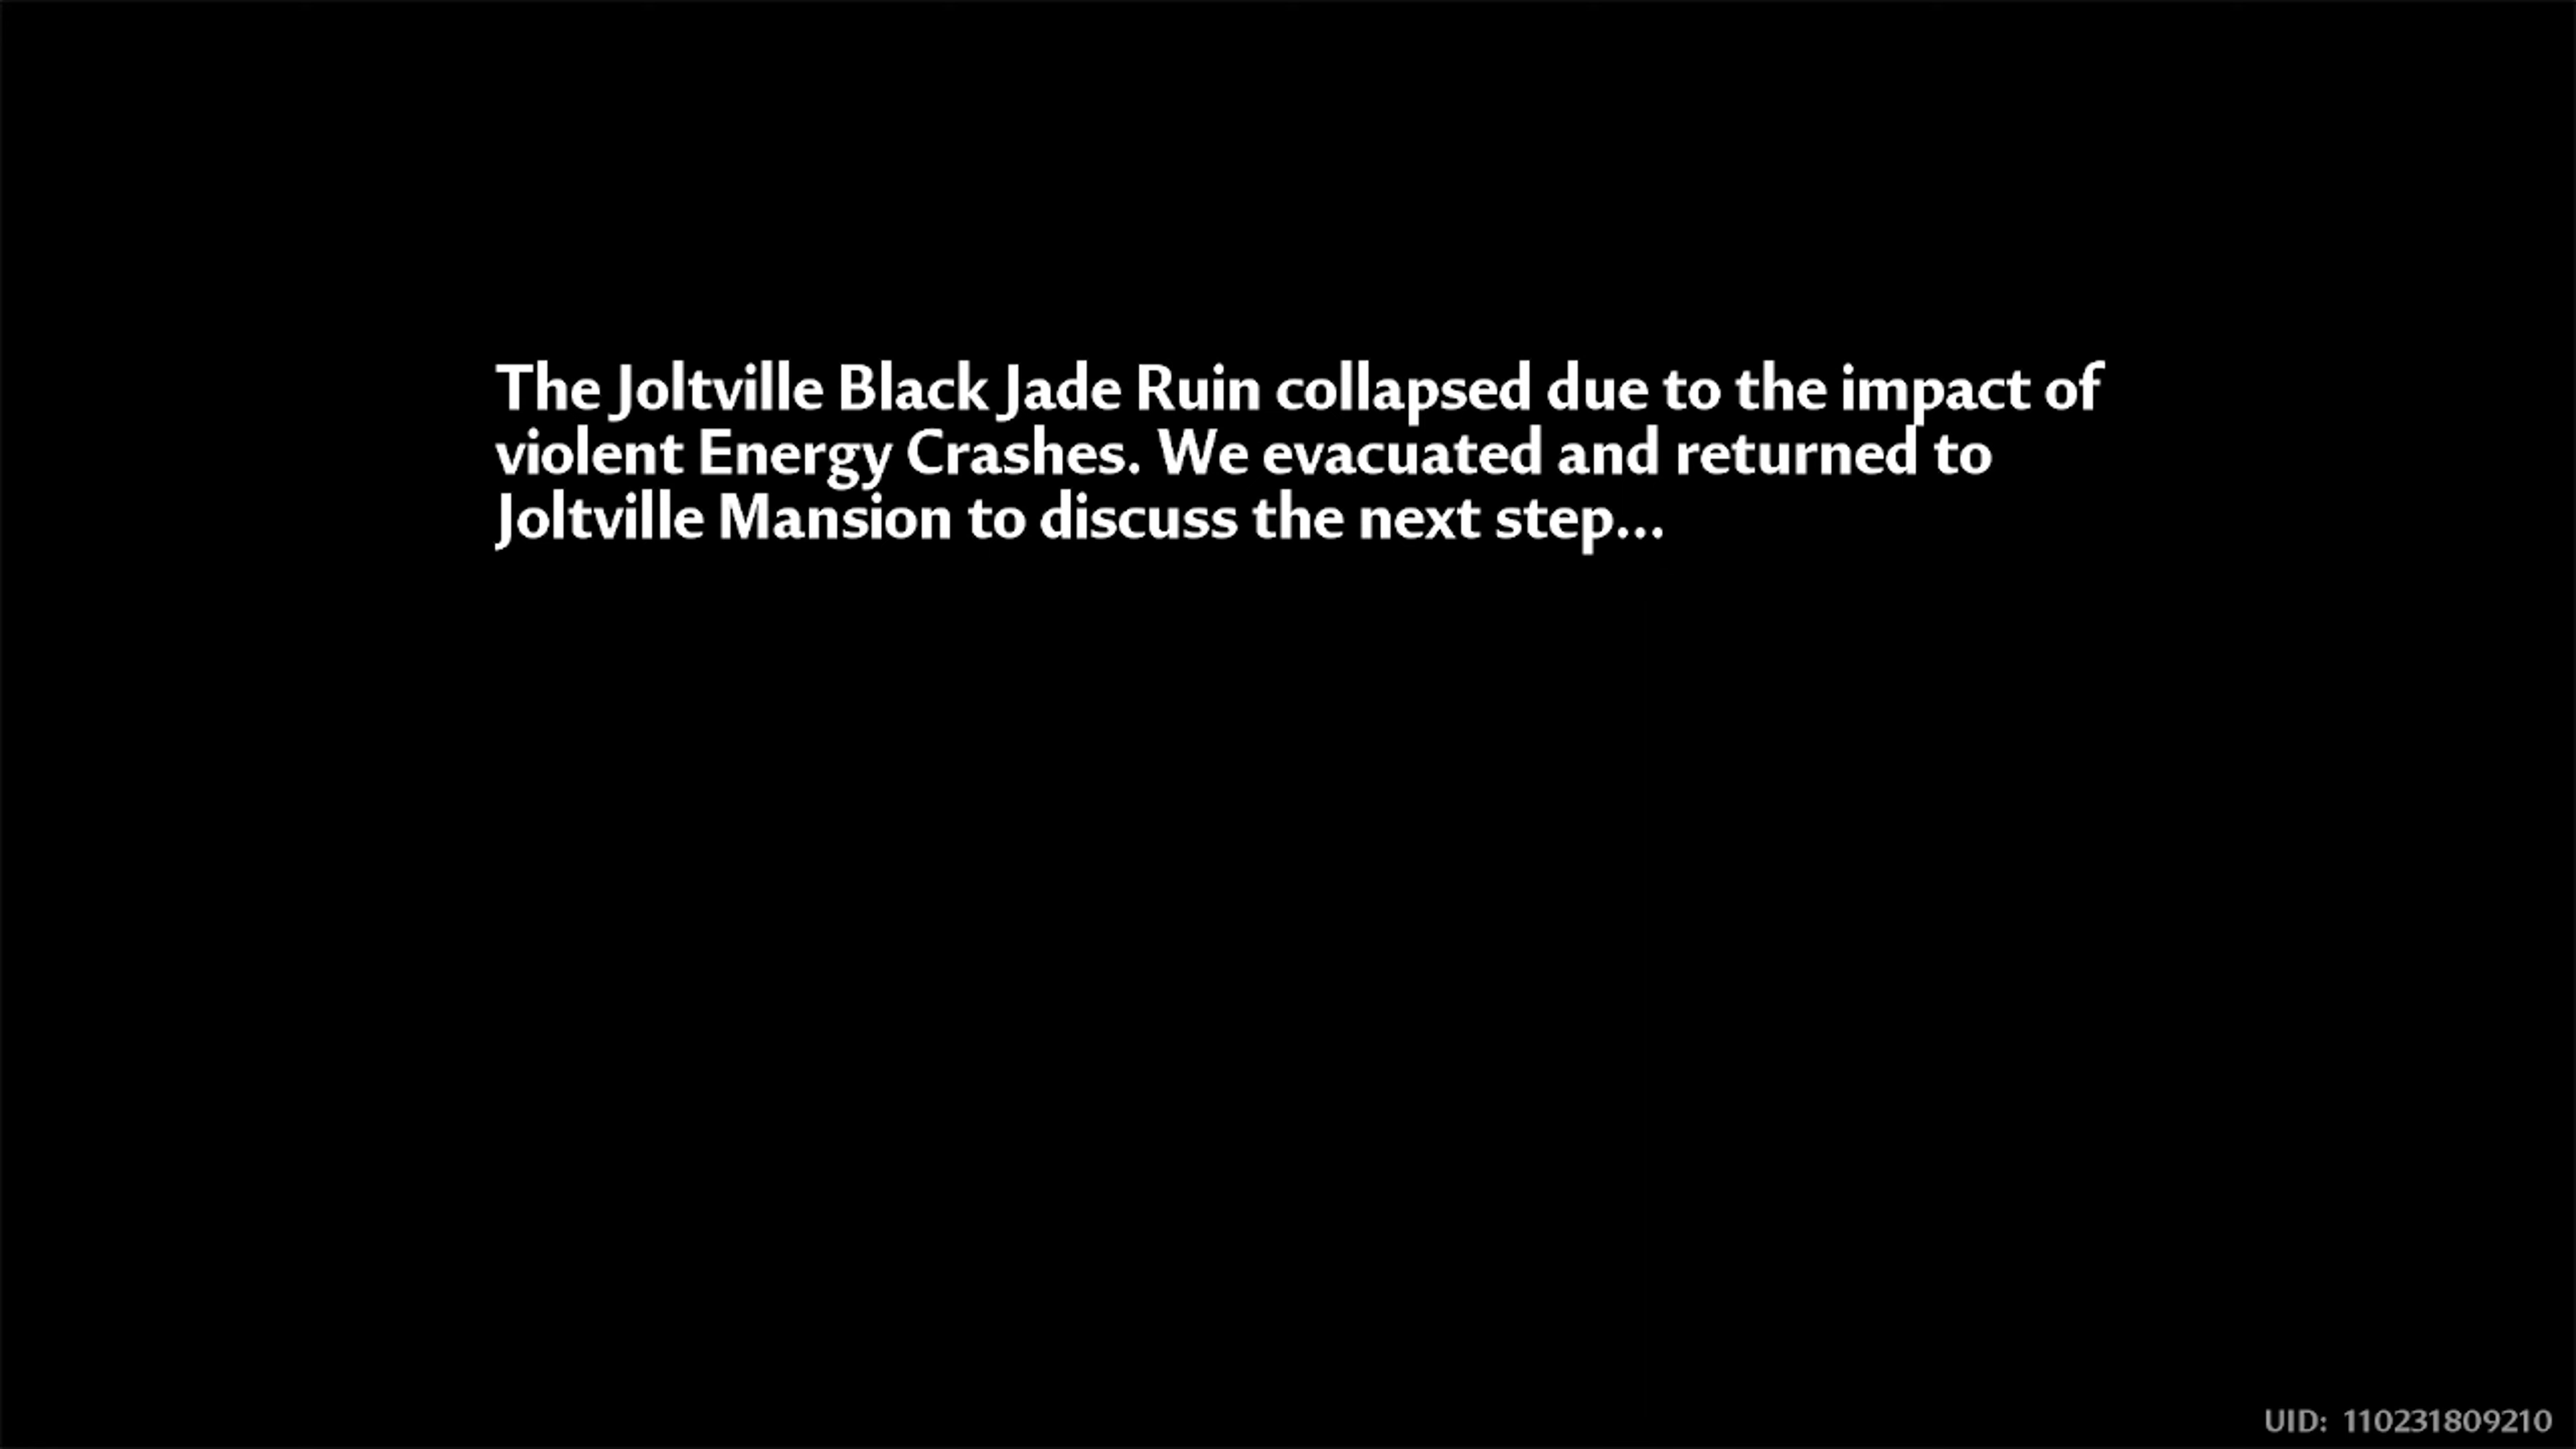 The Joltville Black Jade Ruin collapsed due to the impact of
violent Energy Crashes. We evacuated and returned to
Joltville Mansion to discuss the next step...
UID: 110231809210